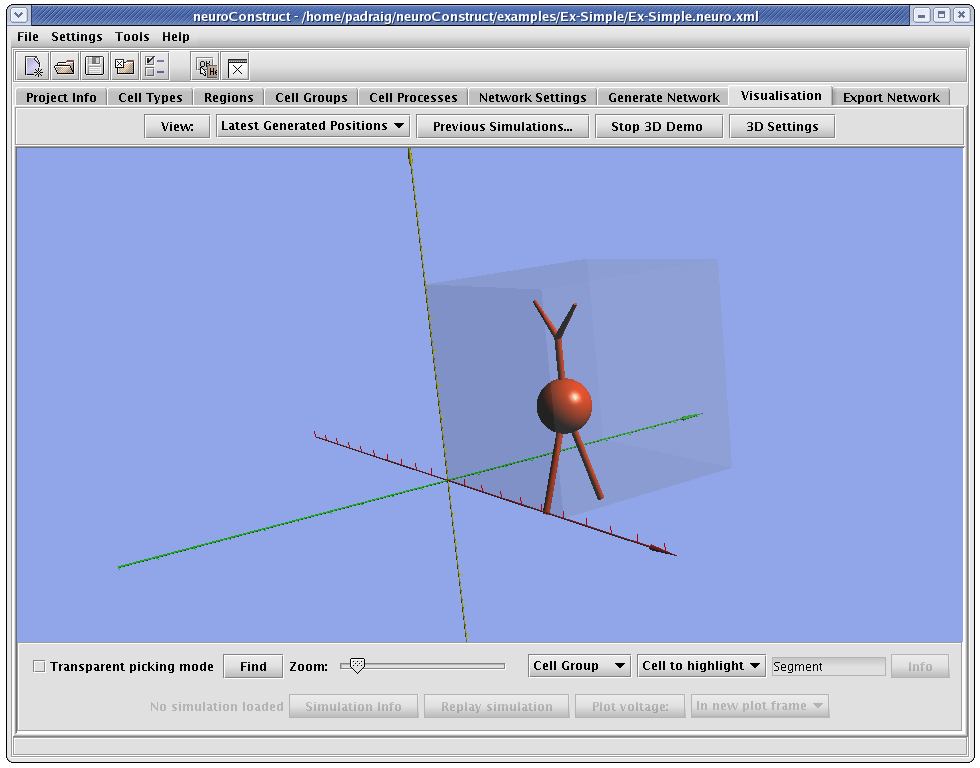 neuroConstruct - /home/padraig/neuroConstruct/examples/Ex-Simple/Ex-Simple.neuro.xml
File Settings Tools Help
Project Info Cell Types Regions Cell Groups Cell Processes Network Settings Generate Network Visualisation Export Network
View: Latest Generated Positions Previous Simulations... Stop 3D Demo 3D Settings
Transparent picking mode Find Zoom: Cell Group Cell to highlight Segment Info
No simulation loaded Simulation Info Replay simulation Plot voltage: In new plot frame